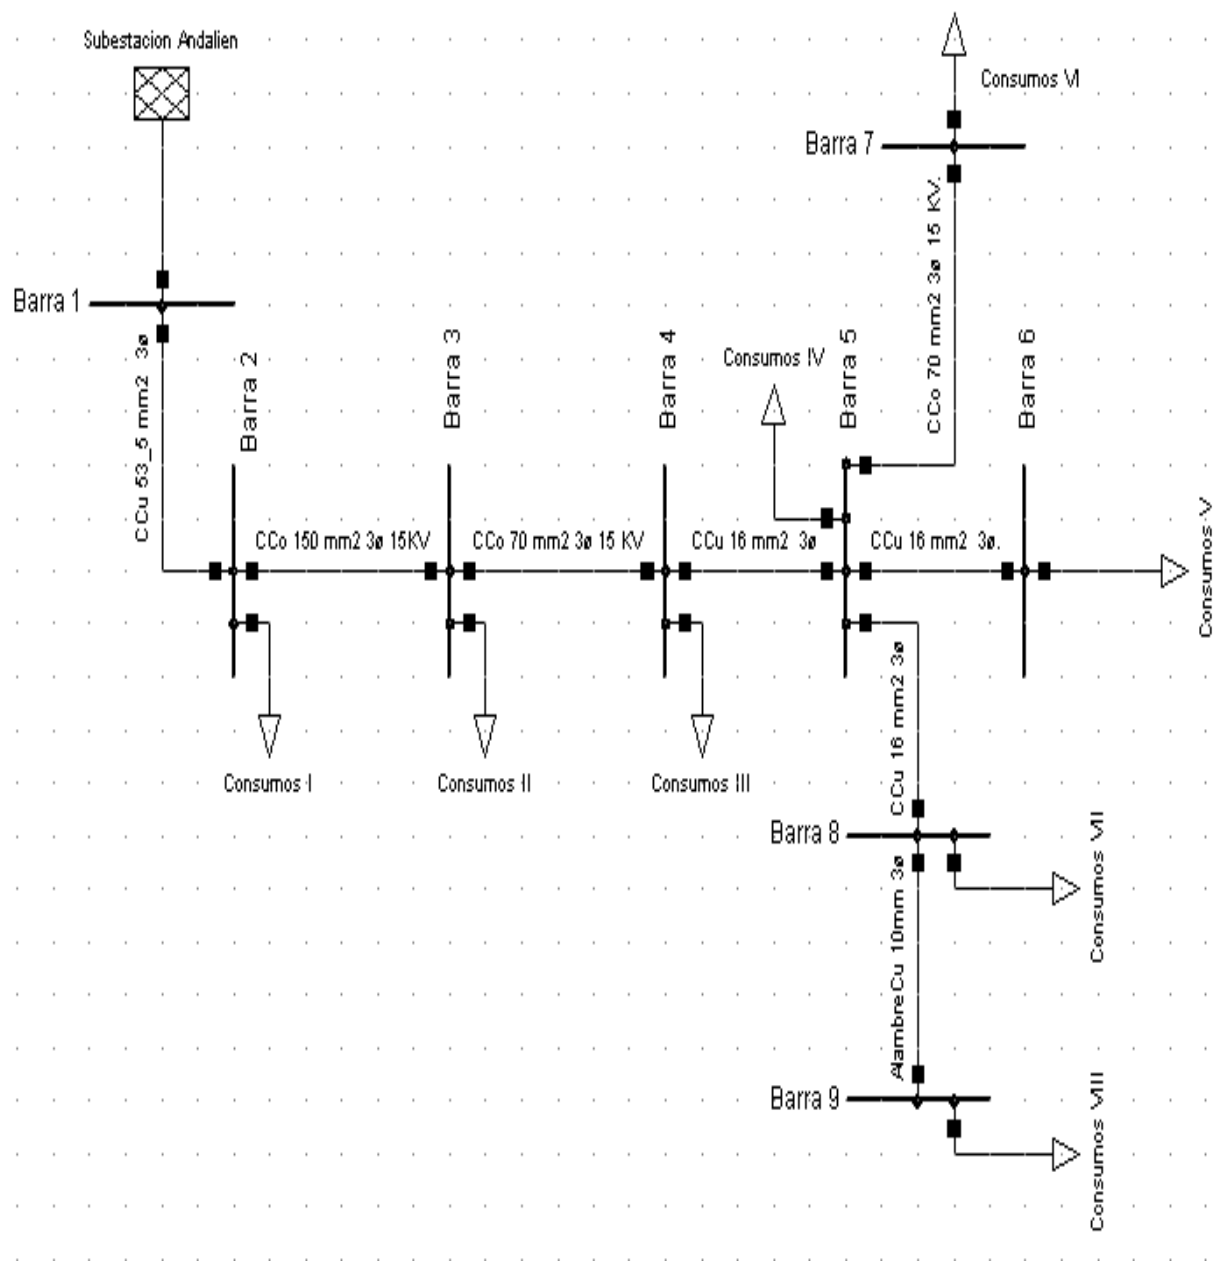 Subestacion Andalien
Consumos VI
Barra 7
CCo 70 mm2 3ø 15 KV.
Barra 1
CCu 53_5 mm2 3ø
Barra 2
Barra 3
Barra 4
Consumos IV
Barra 5
Barra 6
CCo 150 mm2 3ø 15KV
CCo 70 mm2 3ø 15 KV
CCu 16 mm2 3ø
CCu 16 mm2 3ø.
Consumos V
Consumos I
Consumos II
Consumos III
CCu 16 mm2 3ø
Barra 8
Consumos VII
AlambreCu 10mm 3ø
Barra 9
Consumos VIII